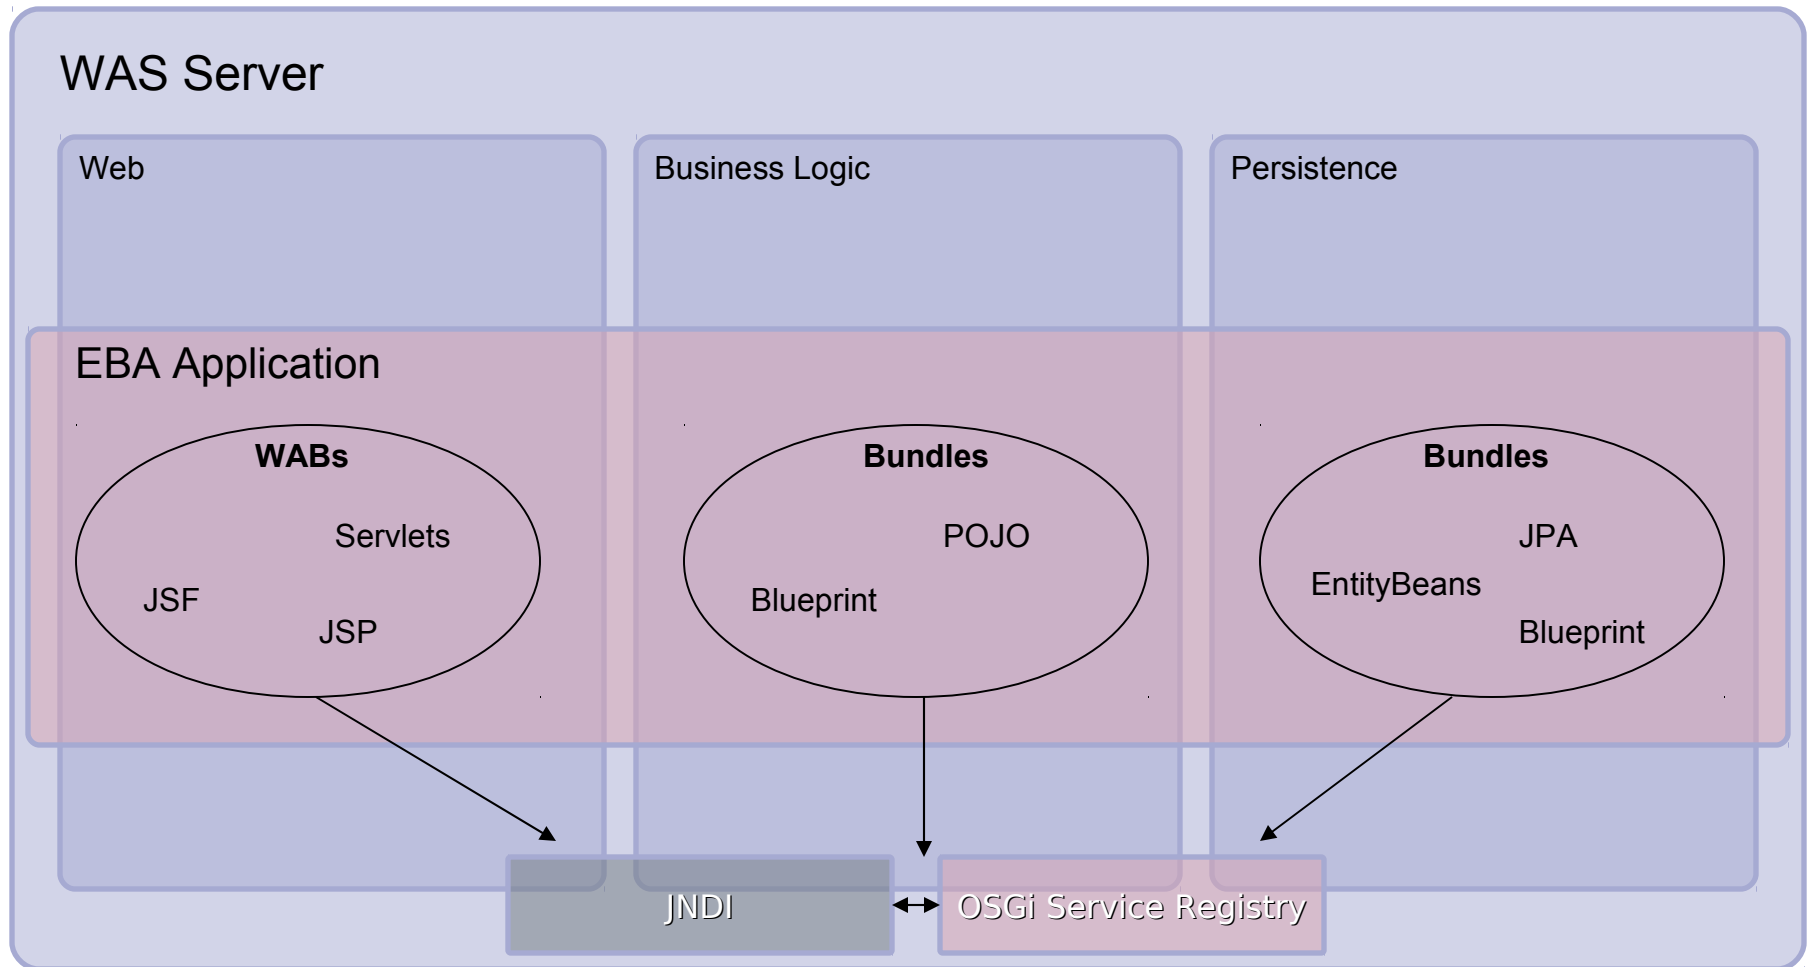 WAS Server
Web
Business Logic
Persistence
EBA Application
WABs
Servlets
JSF
JSP
Bundles
POJO
Blueprint
Bundles
JPA
EntityBeans
Blueprint
JNDI
OSGi Service Registry